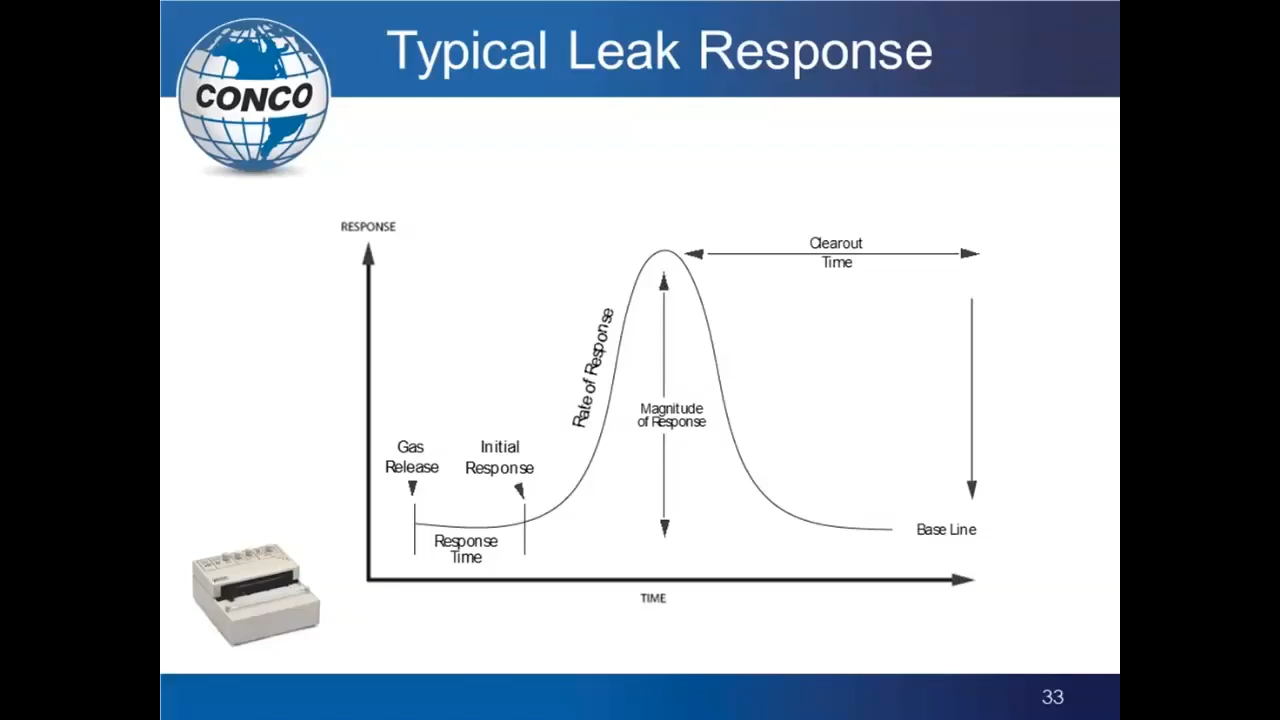 Typical Leak Response
CONCO
RESPONSE
Clearout
Time
Rate of Response
Magnitude
of Response
Gas
Release
Initial
Response
Response
Time
Base Line
TIME
33